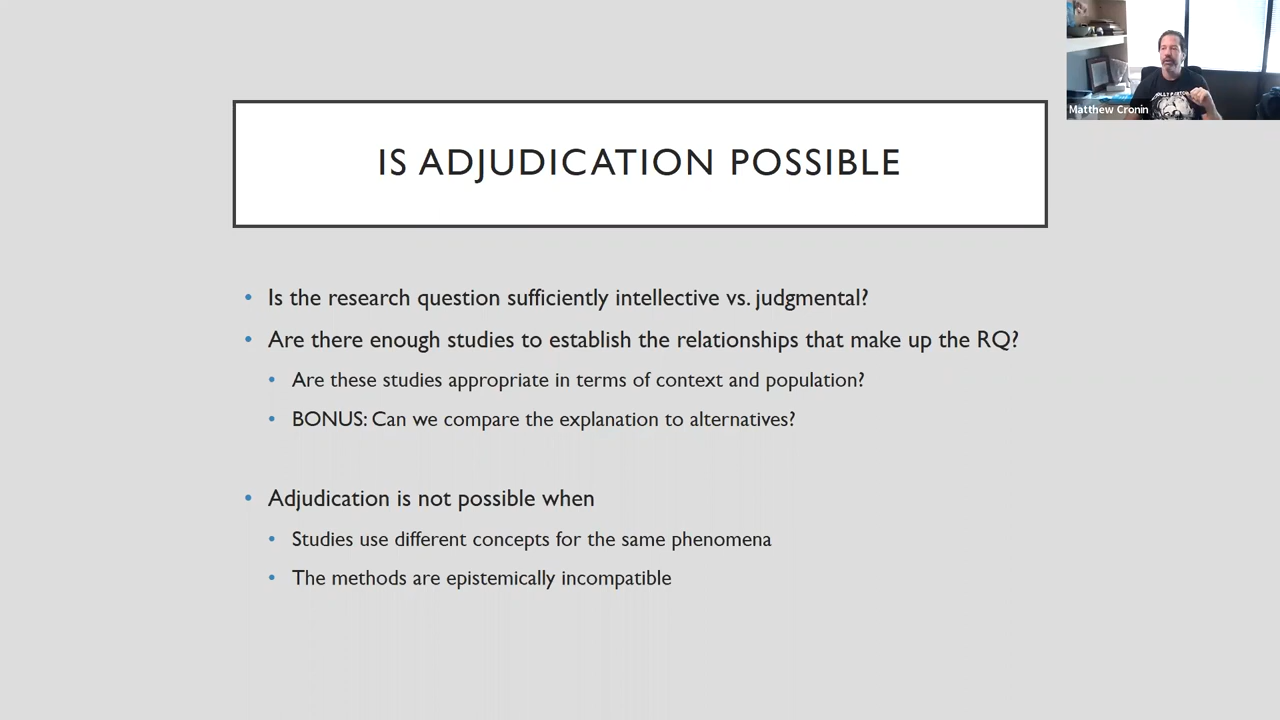 IS ADJUDICATION POSSIBLE
Matthew Cronin
• Is the research question sufficiently intellective vs. judgmental?
• Are there enough studies to establish the relationships that make up the RQ?
• Are these studies appropriate in terms of context and population?
• BONUS: Can we compare the explanation to alternatives?
• Adjudication is not possible when
• Studies use different concepts for the same phenomena
• The methods are epistemically incompatible